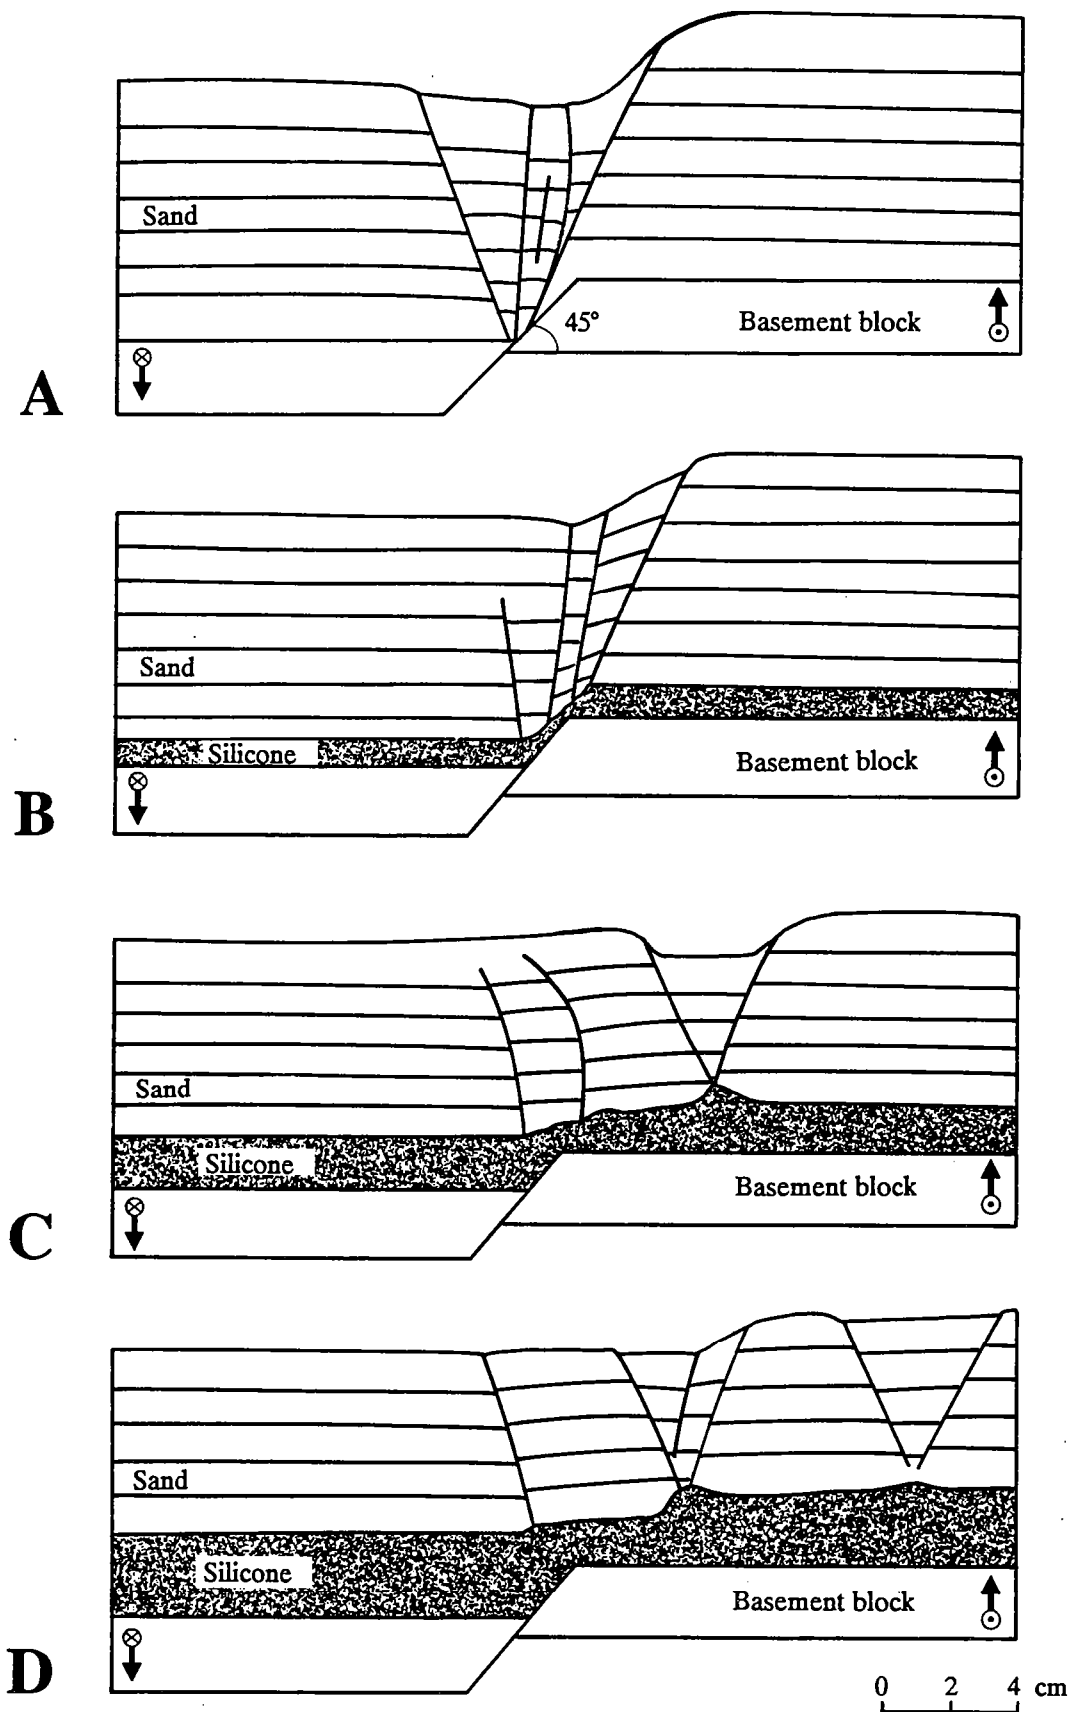 Sand
45°
Basement block
A
Sand
Silicone
Basement block
B
Sand
Silicone
Basement block
C
Sand
Silicone
Basement block
D
0 2 4 cm